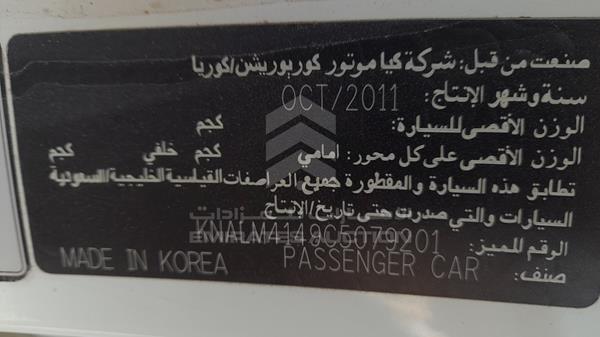 صنعت من قبل: شركة كيا موتور كوربوريشن/كوريا
سنة وشهر الإنتاج: OCT/2011
الوزن الأقصى للسيارة: كجم
الوزن الأقصى على كل محور: أمامي كجم خلفي كجم
تطابق هذه السيارة والمقطورة جميع المواصفات القياسية الخليجية/السعودية
السيارات والتي صدرت حتى تاريخ/الإنتاج
الرقم المميز: KNALM4149C5079201
صنف: PASSENGER CAR
MADE IN KOREA